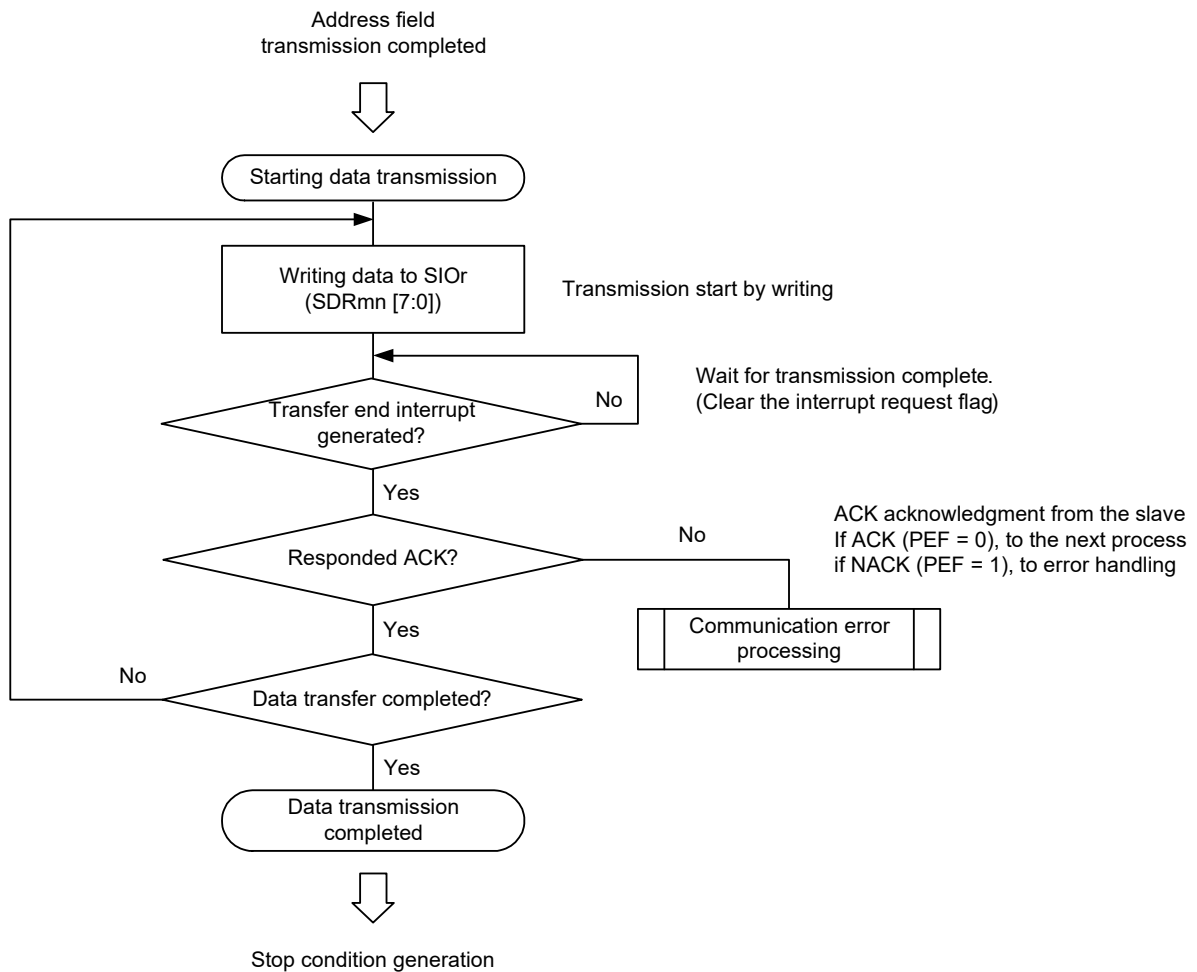 Address field
transmission completed
Starting data transmission
Writing data to SIOr
(SDRmn [7:0])
Transmission start by writing
Transfer end interrupt
generated?
No
Wait for transmission complete.
(Clear the interrupt request flag)
Yes
Responded ACK?
No
ACK acknowledgment from the slave
If ACK (PEF = 0), to the next process
if NACK (PEF = 1), to error handling
Communication error
processing
Yes
No
Data transfer completed?
Yes
Data transmission
completed
Stop condition generation